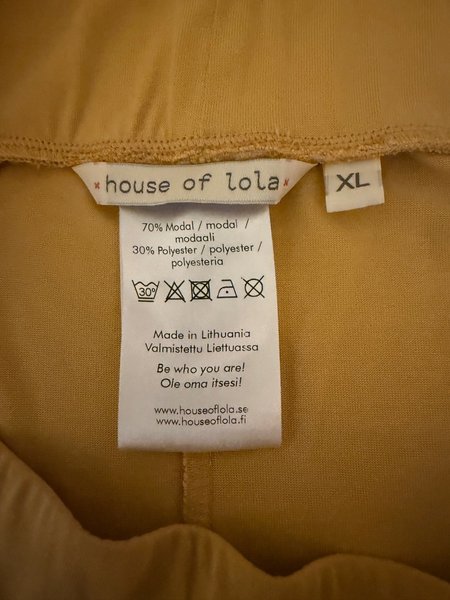 house of lola
XL
70% Modal / modal /
modaali
30% Polyester / polyester /
polyesteria
30°
Made in Lithuania
Valmistettu Liettuassa
Be who you are!
Ole oma itsesi!
www.houseoflola.se
www.houseoflola.fi